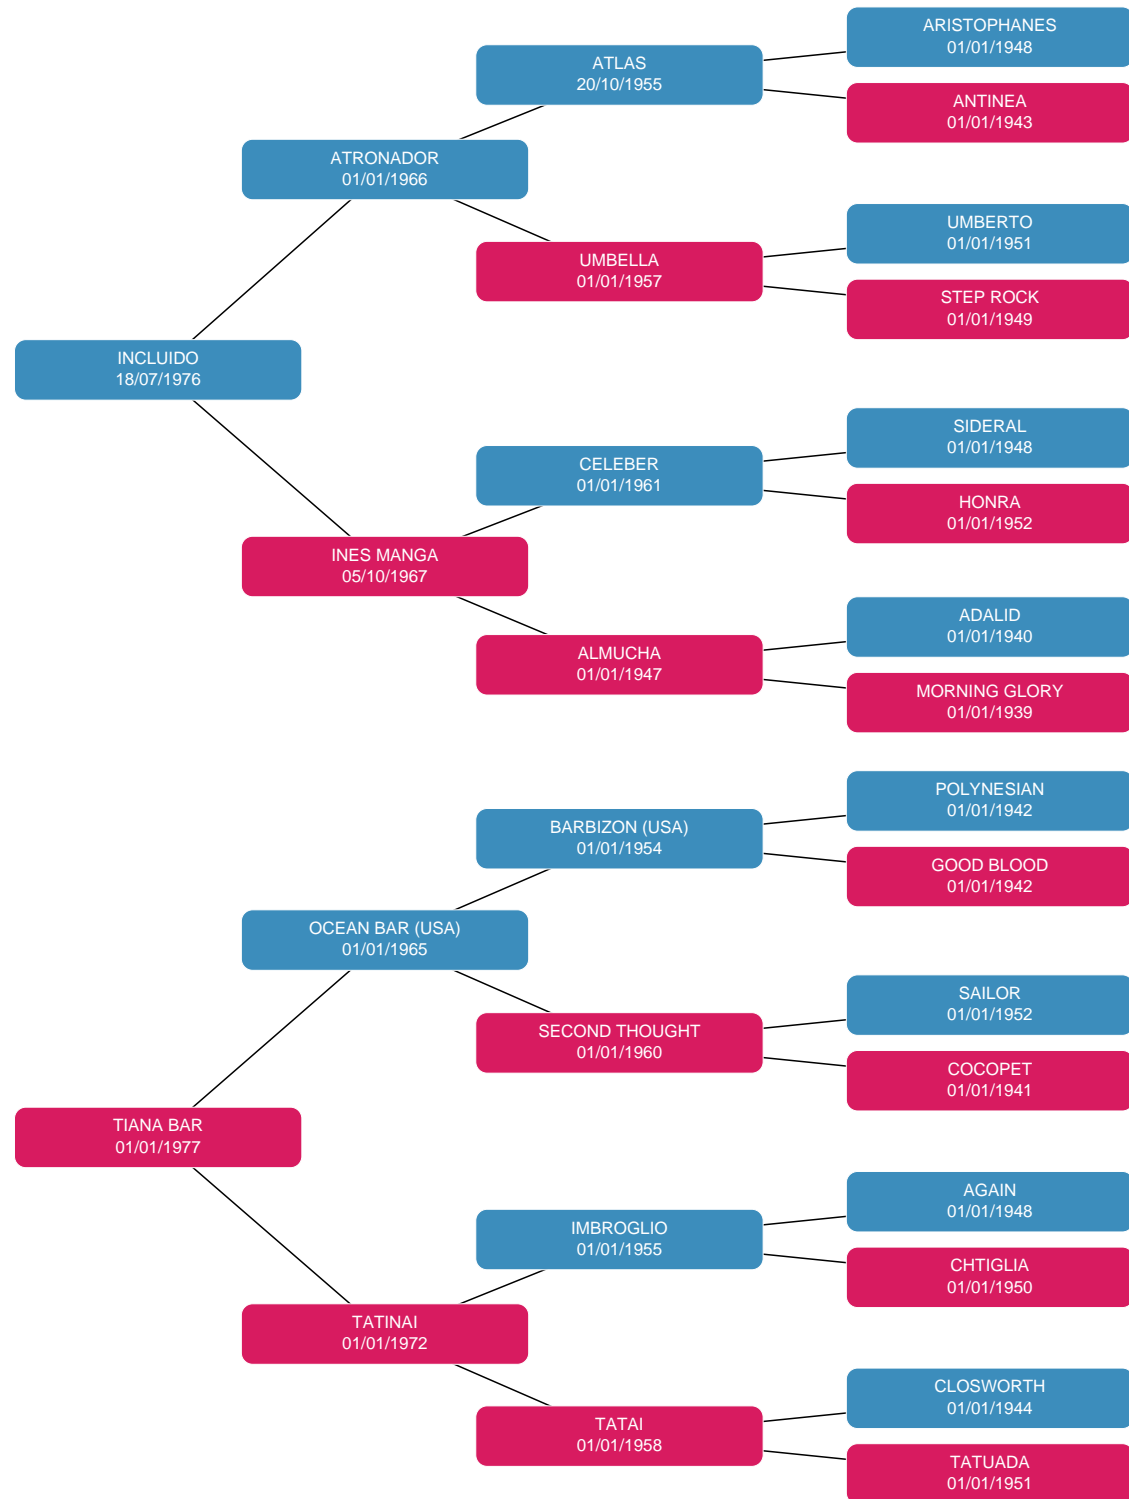 ARISTOPHANES
01/01/1948
ATLAS
20/10/1955
ANTINEA
01/01/1943
ATRONADOR
01/01/1966
UMBERTO
01/01/1951
UMBELLA
01/01/1957
STEP ROCK
01/01/1949
INCLUIDO
18/07/1976
SIDERAL
01/01/1948
CELEBER
01/01/1961
HONRA
01/01/1952
INES MANGA
05/10/1967
ADALID
01/01/1940
ALMUCHA
01/01/1947
MORNING GLORY
01/01/1939
POLYNESIAN
01/01/1942
BARBIZON (USA)
01/01/1954
GOOD BLOOD
01/01/1942
OCEAN BAR (USA)
01/01/1965
SAILOR
01/01/1952
SECOND THOUGHT
01/01/1960
COCOPET
01/01/1941
TIANA BAR
01/01/1977
AGAIN
01/01/1948
IMBROGLIO
01/01/1955
CHTIGLIA
01/01/1950
TATINAI
01/01/1972
CLOSWORTH
01/01/1944
TATAI
01/01/1958
TATUADA
01/01/1951